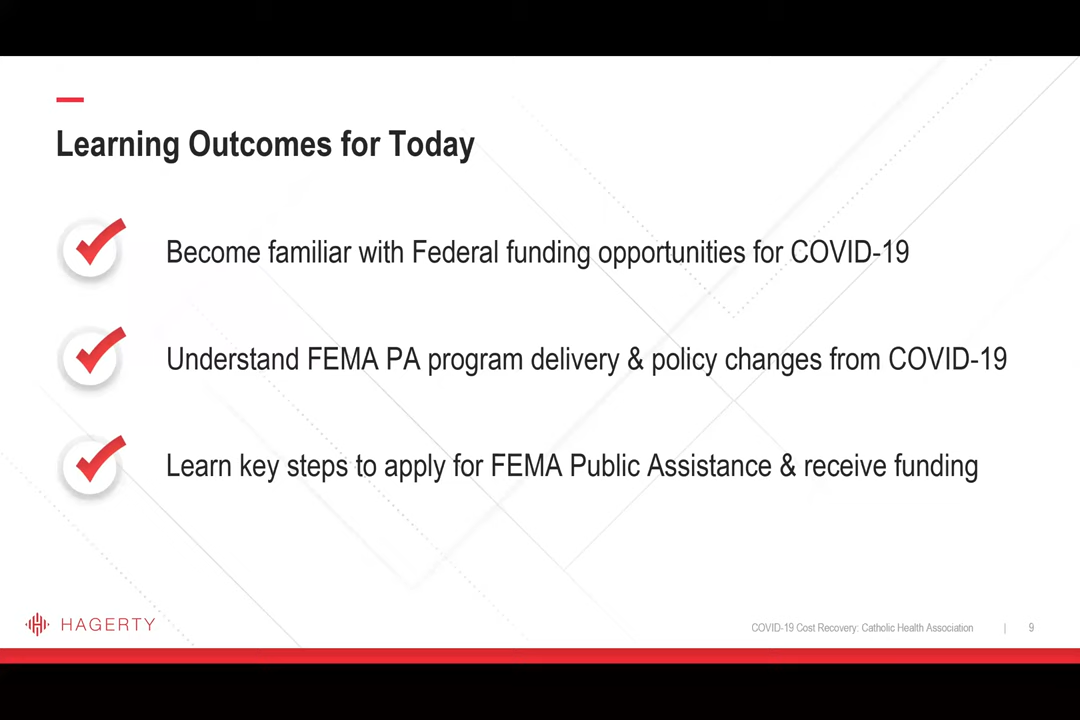 Learning Outcomes for Today
Become familiar with Federal funding opportunities for COVID-19
Understand FEMA PA program delivery & policy changes from COVID-19
Learn key steps to apply for FEMA Public Assistance & receive funding
HAGERTY
COVID-19 Cost Recovery: Catholic Health Association | 9